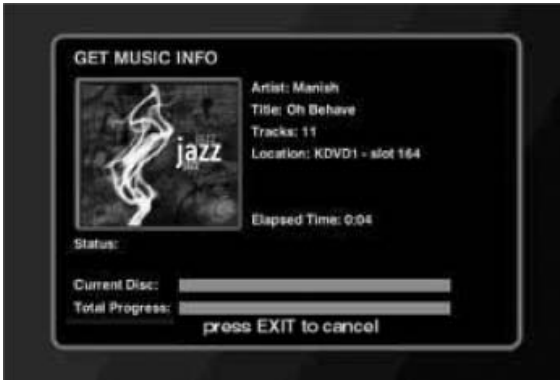 GET MUSIC INFO
jazz
Artist: Manish
Title: Oh Behave
Tracks: 11
Location: KDVD1 - slot 164
Elapsed Time: 0:04
Status:
Current Disc:
Total Progress:
press EXIT to cancel